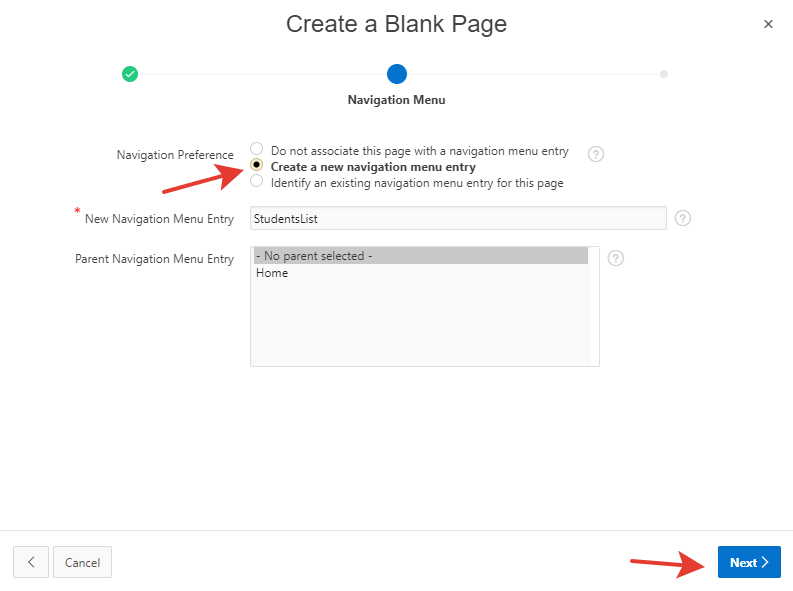 Create a Blank Page
Navigation Menu
Navigation Preference
Do not associate this page with a navigation menu entry
Create a new navigation menu entry
Identify an existing navigation menu entry for this page
* New Navigation Menu Entry
StudentsList
Parent Navigation Menu Entry
- No parent selected -
Home
Cancel
Next